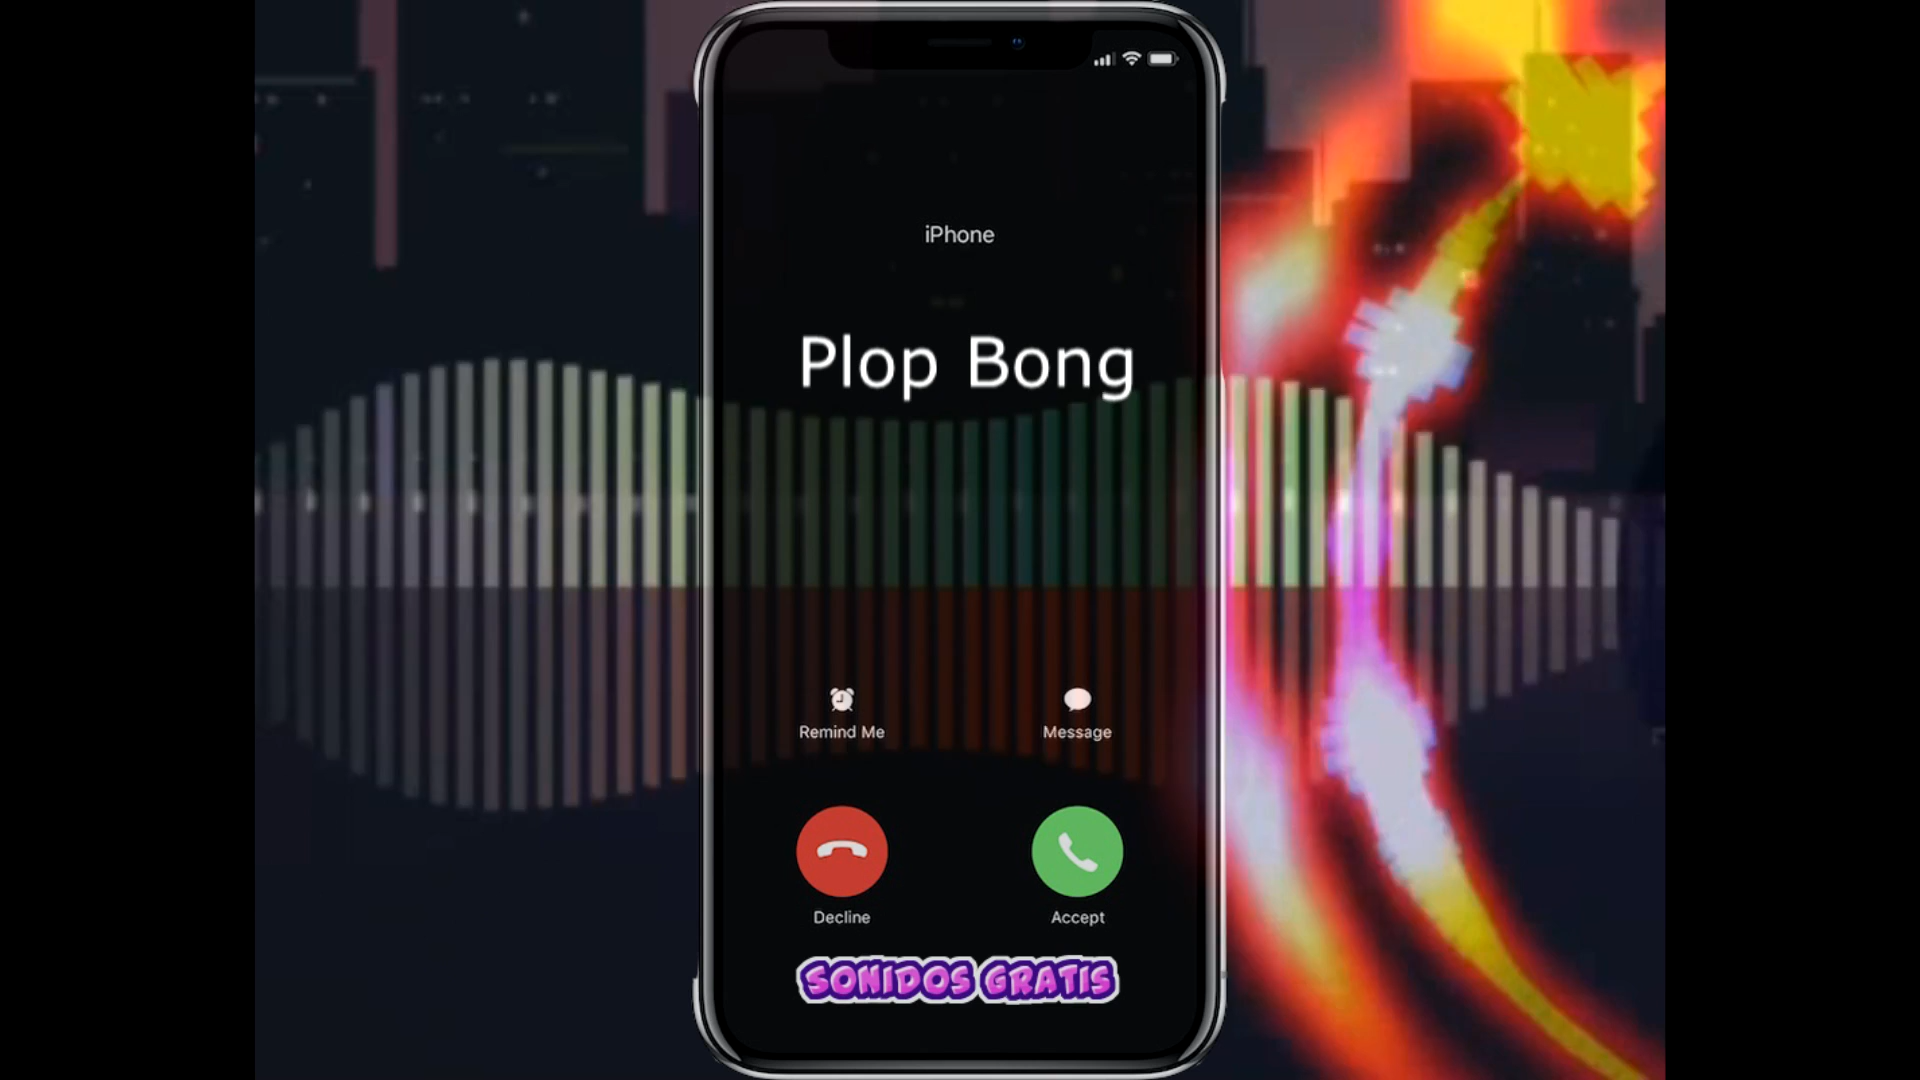 iPhone
Plop Bong
Remind Me
Message
Decline
Accept
SONIDOS GRATIS